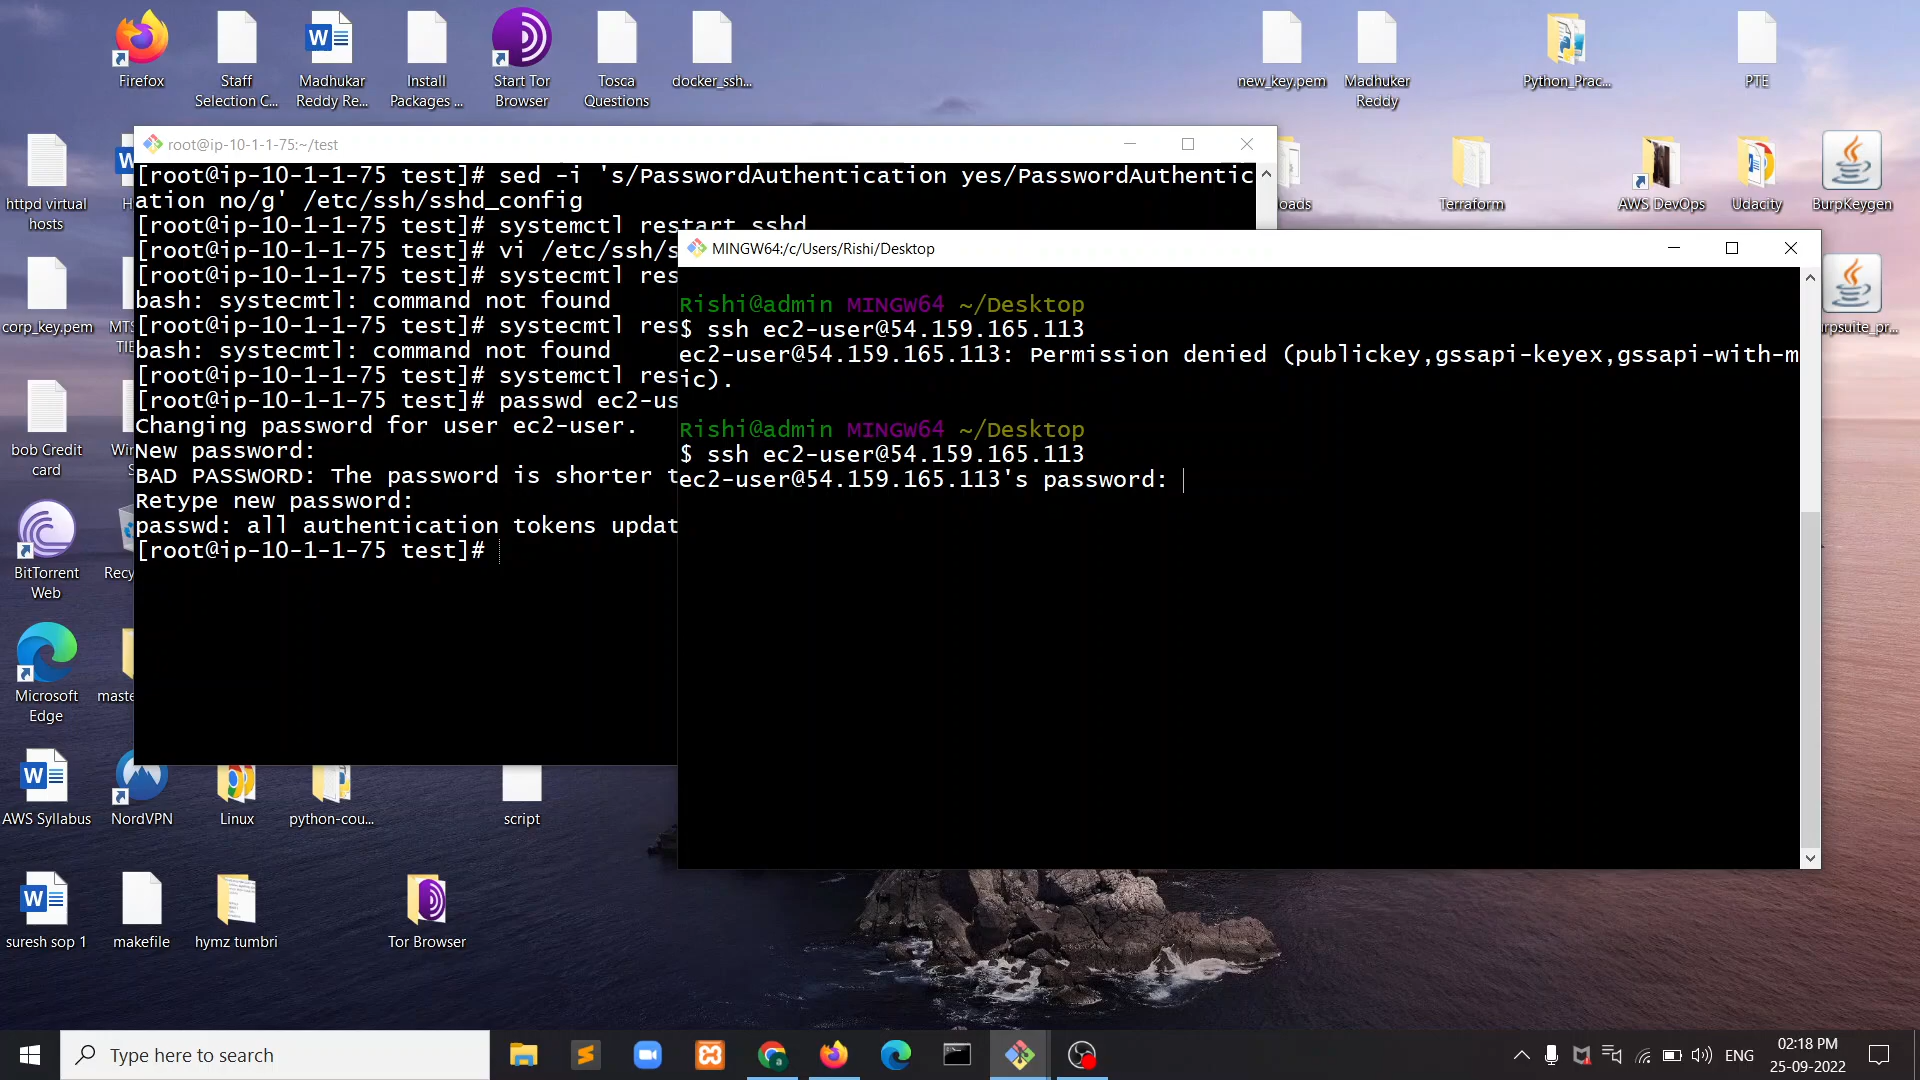 Firefox
Staff
Selection C...
Madhukar
Reddy Re...
Install
Packages ...
Start Tor
Browser
Tosca
Questions
docker_ssh...
new_key.pem
Madhuker
Reddy
Python_Prac...
PTE
httpd virtual
hosts
Terraform
AWS DevOps
Udacity
BurpKeygen
corp_key.pem
bob Credit
card
BitTorrent
Web
Microsoft
Edge
AWS Syllabus
NordVPN
Linux
python-cou...
script
suresh sop 1
makefile
hymz tumbri
Tor Browser
root@ip-10-1-1-75:~/test
[root@ip-10-1-1-75 test]# sed -i 's/PasswordAuthentication yes/PasswordAuthentic
ation no/g' /etc/ssh/sshd_config
[root@ip-10-1-1-75 test]# systemctl restart sshd
[root@ip-10-1-1-75 test]# vi /etc/ssh/s
[root@ip-10-1-1-75 test]# systecmtl res
bash: systecmtl: command not found
[root@ip-10-1-1-75 test]# systecmtl res
bash: systecmtl: command not found
[root@ip-10-1-1-75 test]# systemctl res
[root@ip-10-1-1-75 test]# passwd ec2-us
Changing password for user ec2-user.
New password:
BAD PASSWORD: The password is shorter t
Retype new password:
passwd: all authentication tokens updat
[root@ip-10-1-1-75 test]#
MINGW64:/c/Users/Rishi/Desktop
Rishi@admin MINGW64 ~/Desktop
$ ssh ec2-user@54.159.165.113
ec2-user@54.159.165.113: Permission denied (publickey,gssapi-keyex,gssapi-with-m
ic).
Rishi@admin MINGW64 ~/Desktop
$ ssh ec2-user@54.159.165.113
ec2-user@54.159.165.113's password:
Type here to search
ENG
02:18 PM
25-09-2022